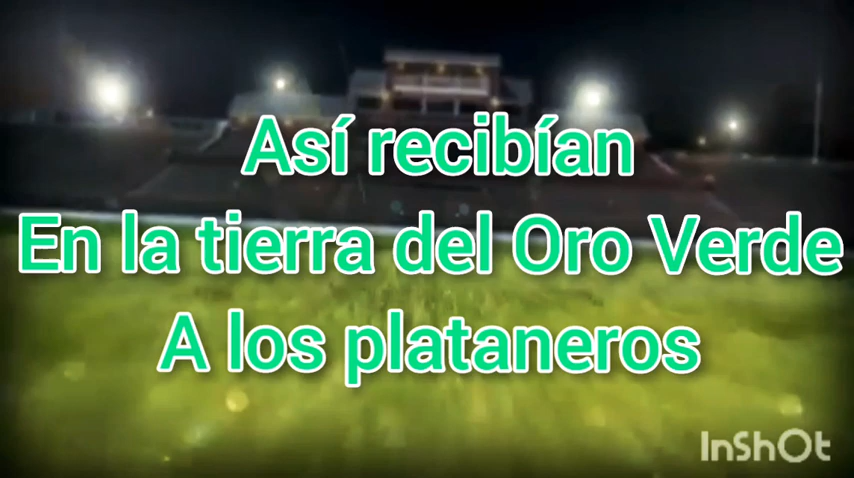 Así recibían
En la tierra del Oro Verde
A los plataneros
InShOt